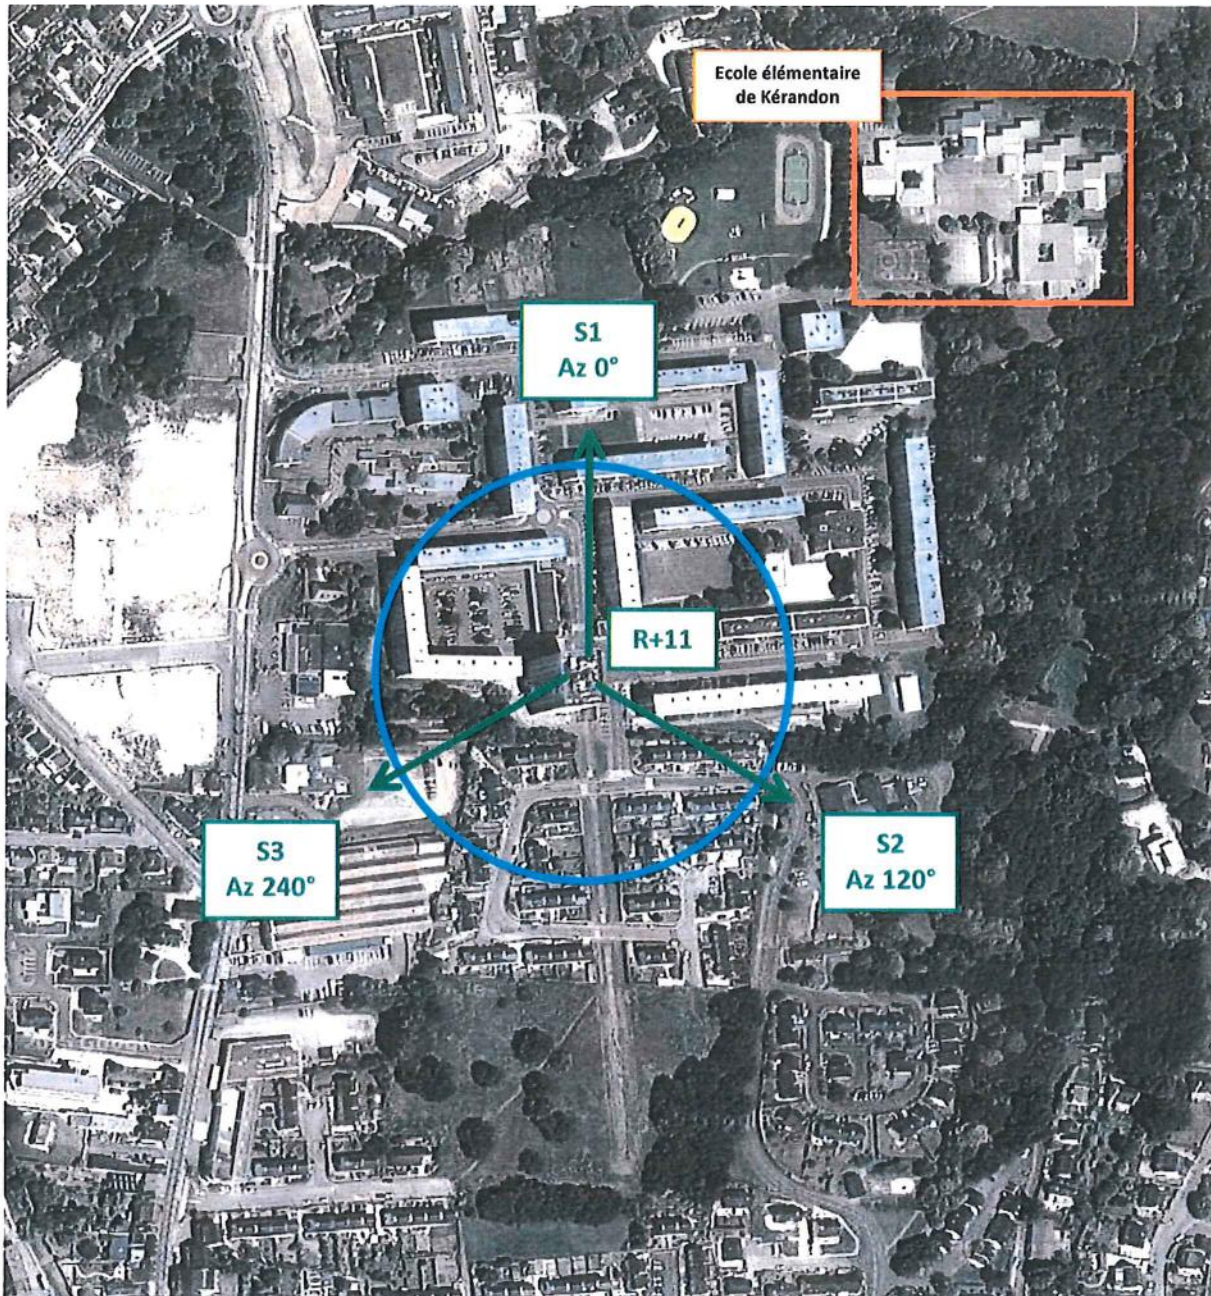 Ecole élémentaire
de Kérandon
S1
Az 0°
R+11
S3
Az 240°
S2
Az 120°